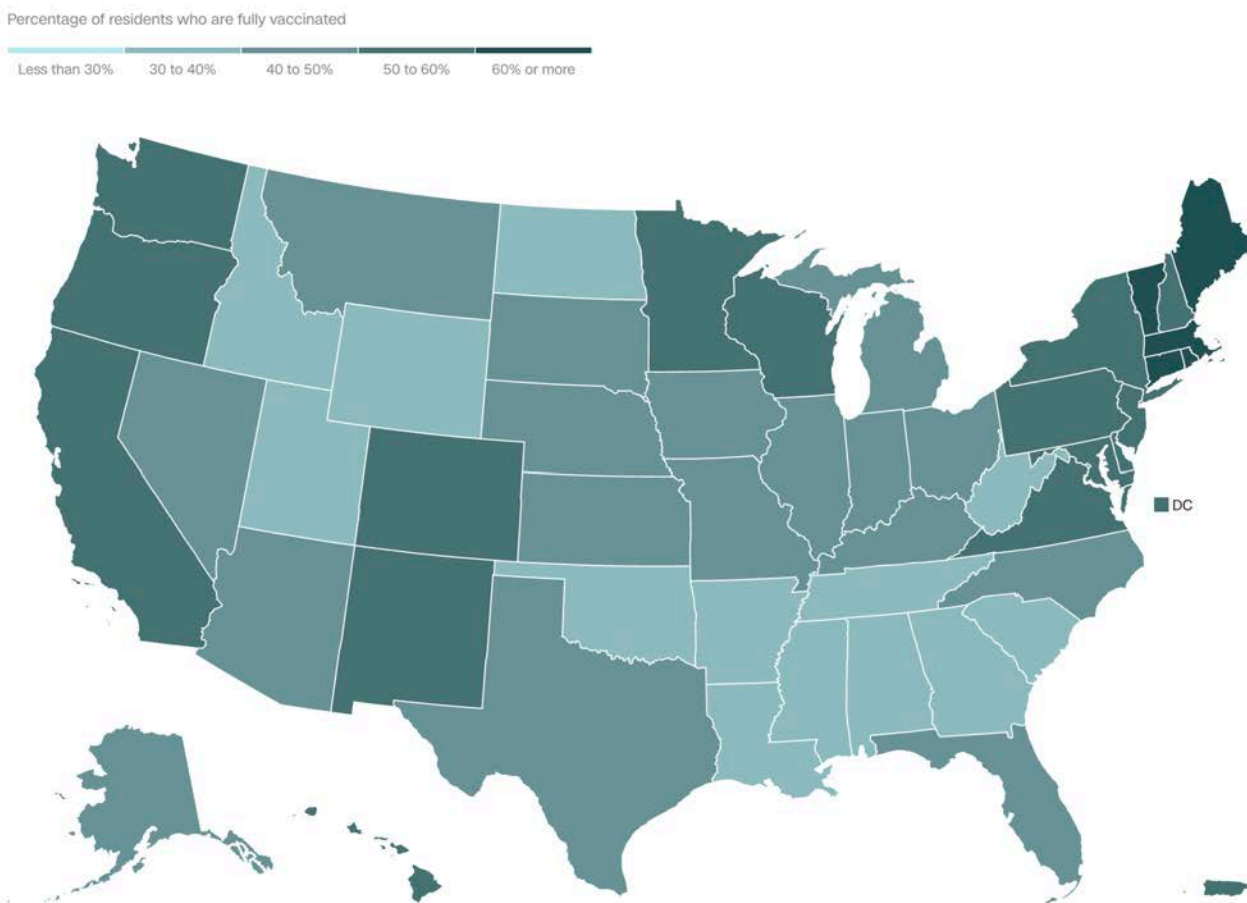 Percentage of residents who are fully vaccinated
Less than 30% 30 to 40% 40 to 50% 50 to 60% 60% or more
DC